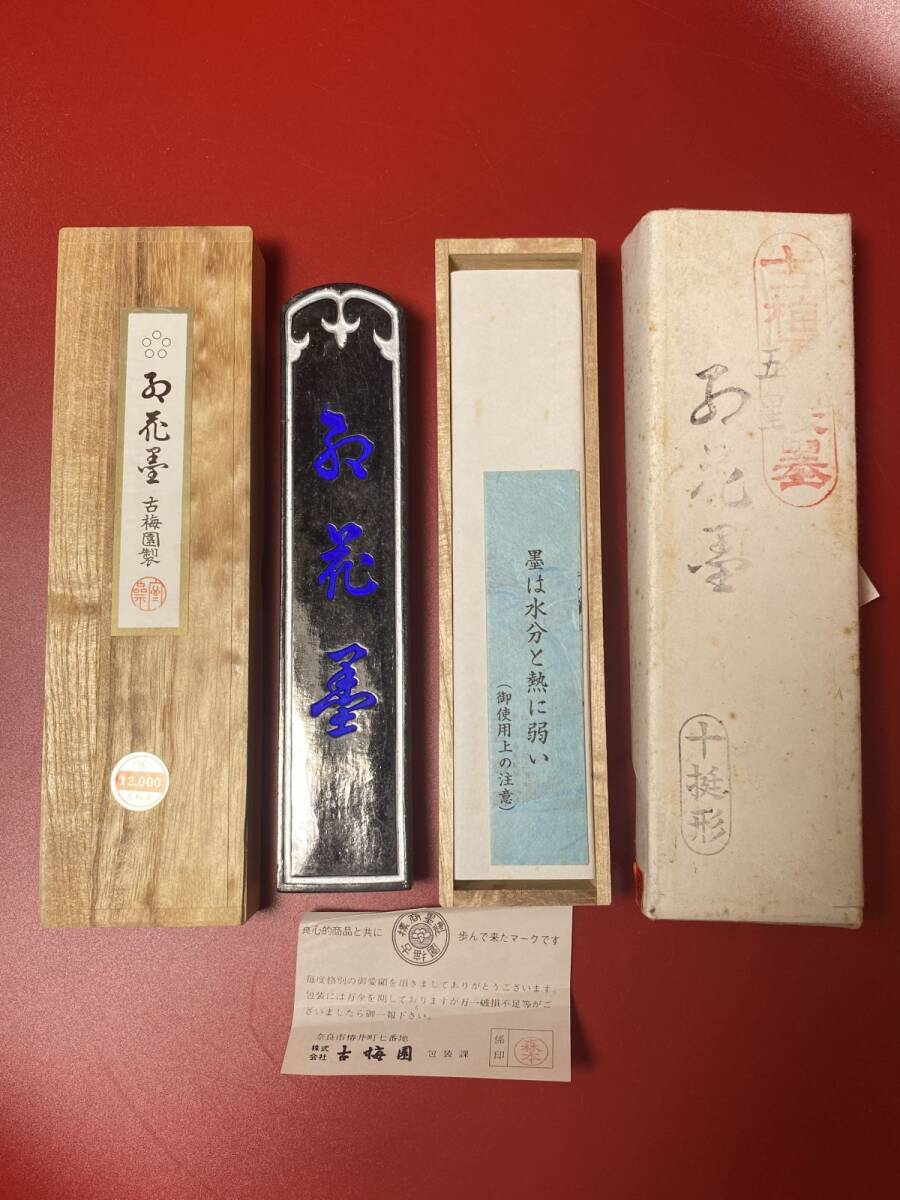 紅花墨
古梅園製
12,000
紅花墨
墨は水分と熱に弱い
(御使用上の注意)
古梅
五星
紅花墨
十挺形
良心的商品と共に
歩んで来たマークです
毎度格別の御愛顧を頂きましてありがとうございます。
包装には万全を期しておりますが万一破損不足等がご
ざいましたら御一報下さい。
奈良市椿井町七番地
株式会社 古梅園 包装課
係印
森本